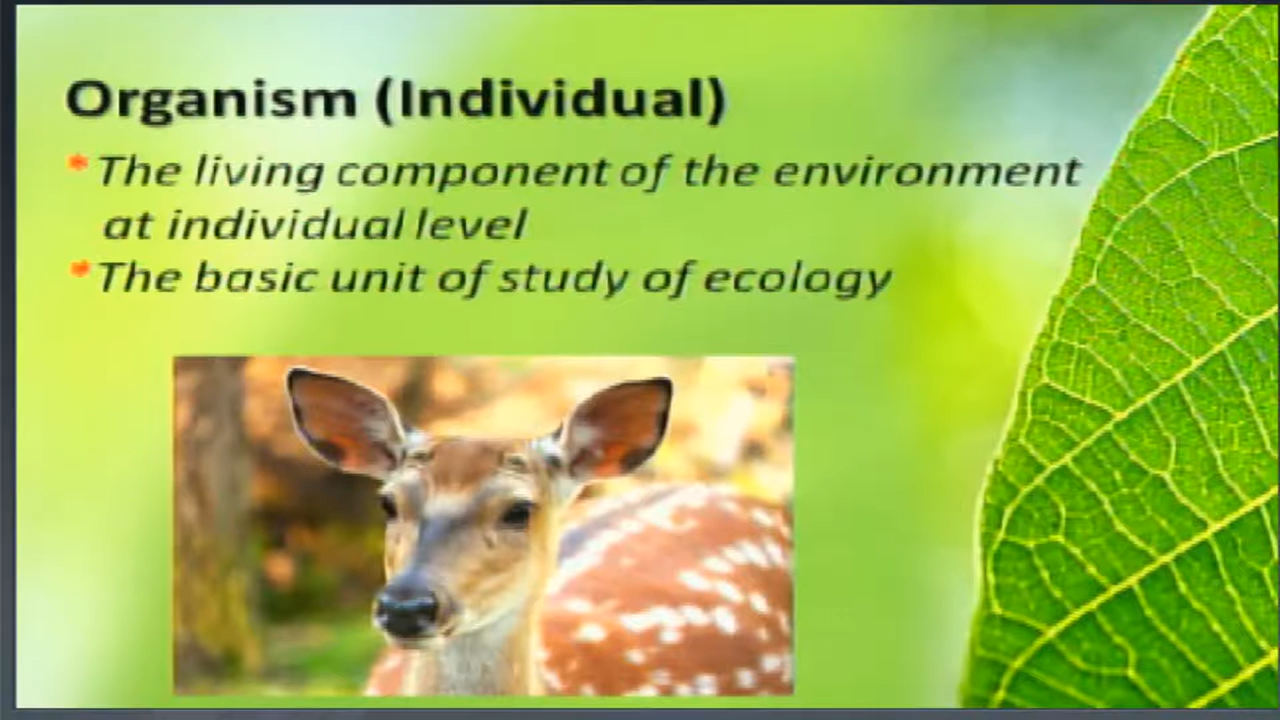 Organism (Individual)
* The living component of the environment
at individual level
* The basic unit of study of ecology